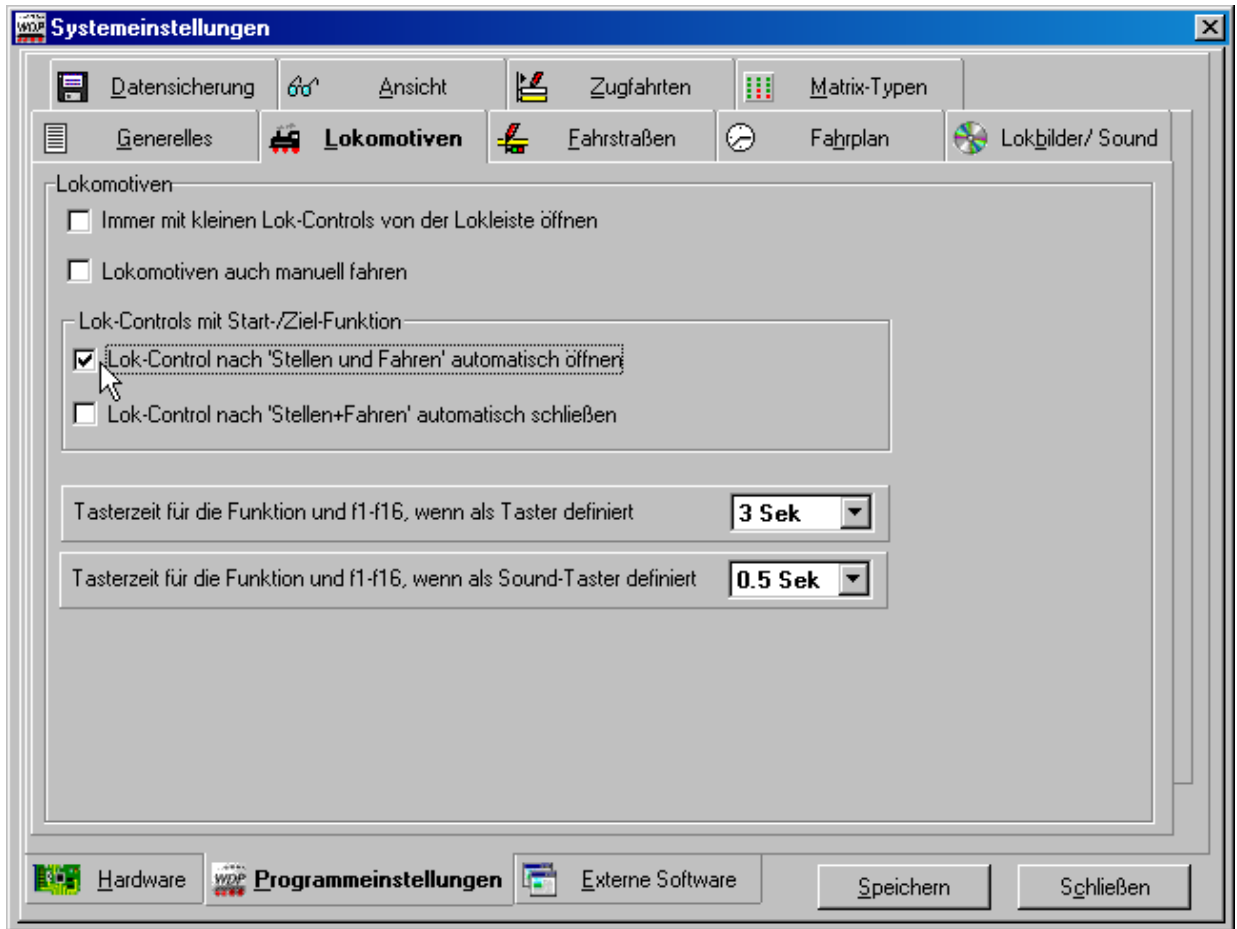 WDP Systemeinstellungen
Datensicherung Ansicht Zugfahrten Matrix-Typen
Generelles Lokomotiven Fahrstraßen Fahrplan Lokbilder/ Sound
Lokomotiven
Immer mit kleinen Lok-Controls von der Lokleiste öffnen
Lokomotiven auch manuell fahren
Lok-Controls mit Start-/Ziel-Funktion
Lok-Control nach 'Stellen und Fahren' automatisch öffnen
Lok-Control nach 'Stellen+Fahren' automatisch schließen
Tasterzeit für die Funktion und f1-f16, wenn als Taster definiert 3 Sek
Tasterzeit für die Funktion und f1-f16, wenn als Sound-Taster definiert 0.5 Sek
Hardware WDP Programmeinstellungen Externe Software Speichern Schließen